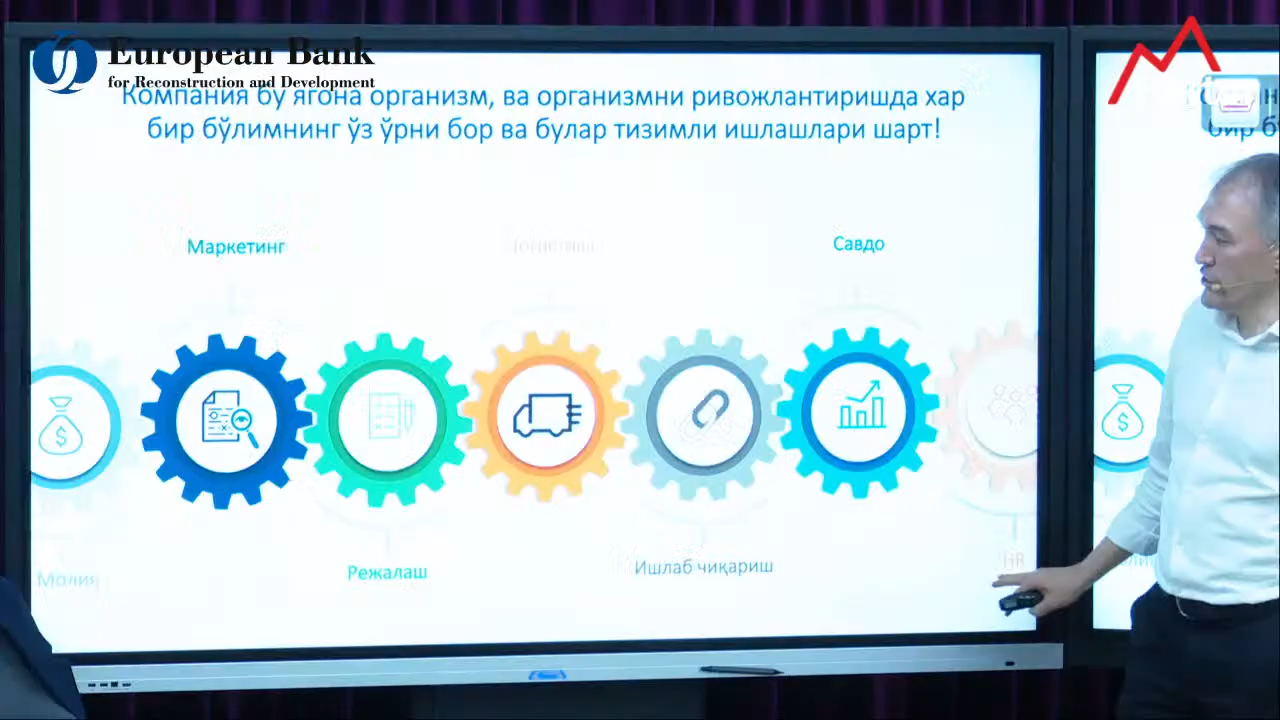 European Bank
for Reconstruction and Development
Компания бу ягона организм, ва организмни ривожлантиришда хар
бир бўлимнинг ўз ўрни бор ва булар тизимли ишлашлари шарт!
Маркетинг
Савдо
$
$
Молия
Режалаш
Ишлаб чиқариш
HR